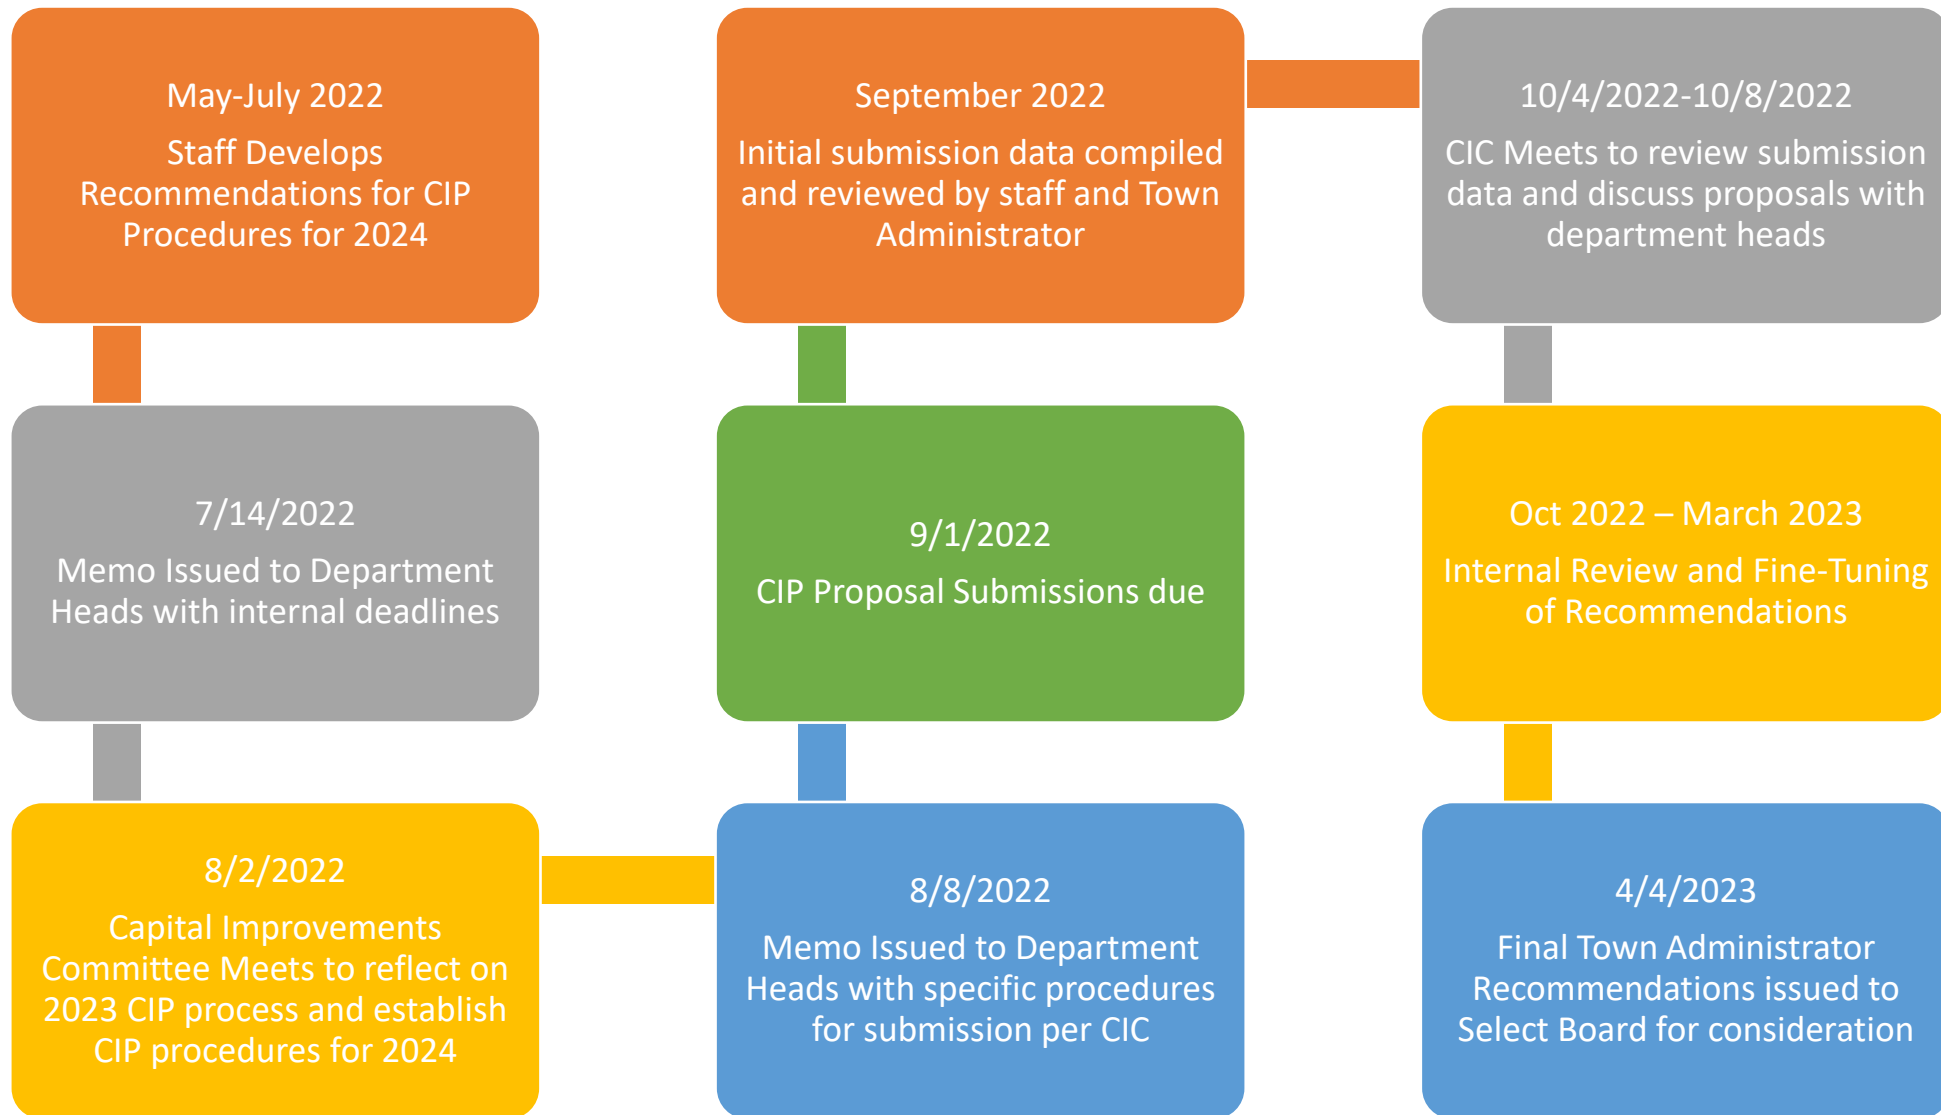 May-July 2022
Staff Develops
Recommendations for CIP
Procedures for 2024
7/14/2022
Memo Issued to Department
Heads with internal deadlines
8/2/2022
Capital Improvements
Committee Meets to reflect on
2023 CIP process and establish
CIP procedures for 2024
8/8/2022
Memo Issued to Department
Heads with specific procedures
for submission per CIC
9/1/2022
CIP Proposal Submissions due
September 2022
Initial submission data compiled
and reviewed by staff and Town
Administrator
10/4/2022-10/8/2022
CIC Meets to review submission
data and discuss proposals with
department heads
Oct 2022 – March 2023
Internal Review and Fine-Tuning
of Recommendations
4/4/2023
Final Town Administrator
Recommendations issued to
Select Board for consideration